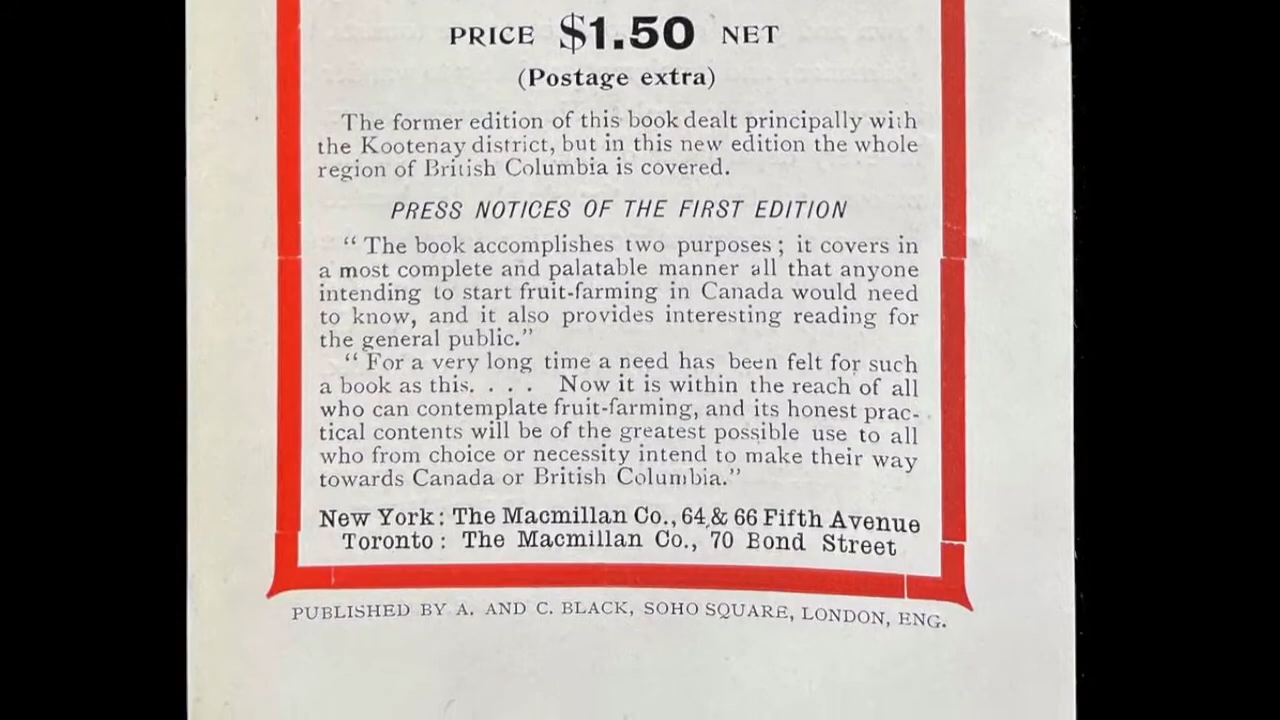 PRICE $1.50 NET
(Postage extra)
The former edition of this book dealt principally with
the Kootenay district, but in this new edition the whole
region of British Columbia is covered.
PRESS NOTICES OF THE FIRST EDITION
“ The book accomplishes two purposes ; it covers in
a most complete and palatable manner all that anyone
intending to start fruit-farming in Canada would need
to know, and it also provides interesting reading for
the general public.”
“ For a very long time a need has been felt for such
a book as this. . . . Now it is within the reach of all
who can contemplate fruit-farming, and its honest prac-
tical contents will be of the greatest possible use to all
who from choice or necessity intend to make their way
towards Canada or British Columbia.”
New York : The Macmillan Co., 64 & 66 Fifth Avenue
Toronto : The Macmillan Co., 70 Bond Street
PUBLISHED BY A. AND C. BLACK, SOHO SQUARE, LONDON, ENG.